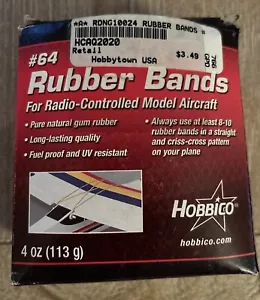 *A* RDNG10024 RUBBER BANDS
HCAQ2020
Retail
$3.49
Hobbytown USA
#64
Rubber Bands
For Radio-Controlled Model Aircraft
• Pure natural gum rubber
• Long-lasting quality
• Fuel proof and UV resistant
• Always use at least 8-10
rubber bands in a straight
and criss-cross pattern
on your plane
HOBBICO
4 oz (113 g)
hobbico.com